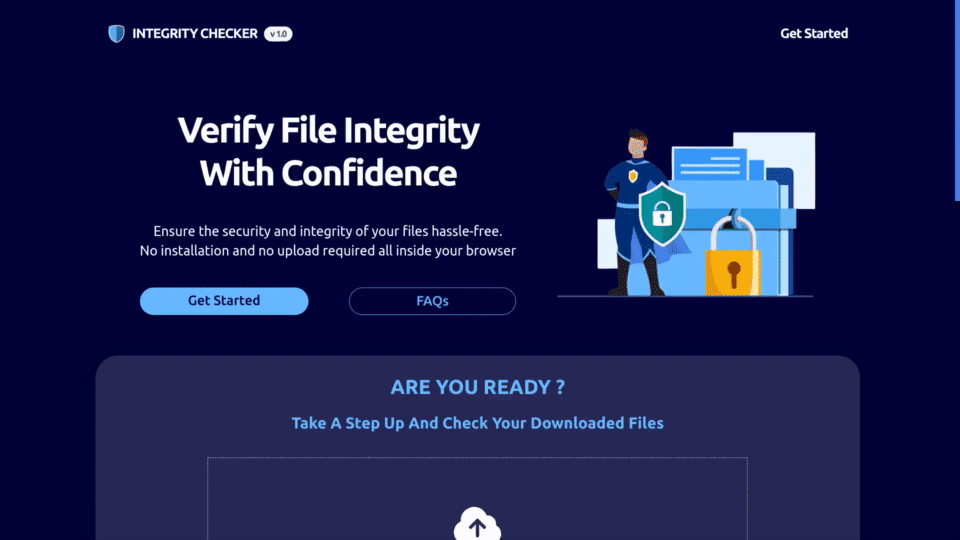 INTEGRITY CHECKER v 1.0
Get Started
Verify File Integrity
With Confidence
Ensure the security and integrity of your files hassle-free.
No installation and no upload required all inside your browser
Get Started
FAQs
ARE YOU READY ?
Take A Step Up And Check Your Downloaded Files